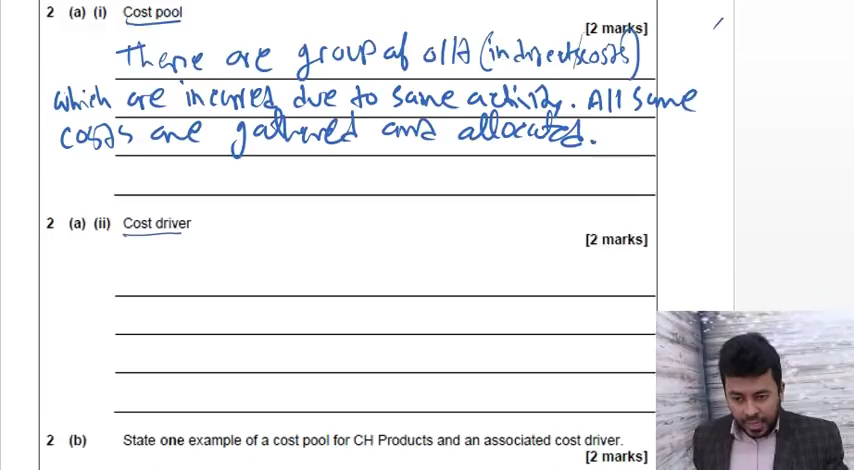 2 (a) (i) Cost pool
[2 marks]
There are group of o/h (indirect costs)
which are incurred due to same activity. All same
costs are gathered and allocated.
2 (a) (ii) Cost driver
[2 marks]
2 (b) State one example of a cost pool for CH Products and an associated cost driver.
[2 marks]